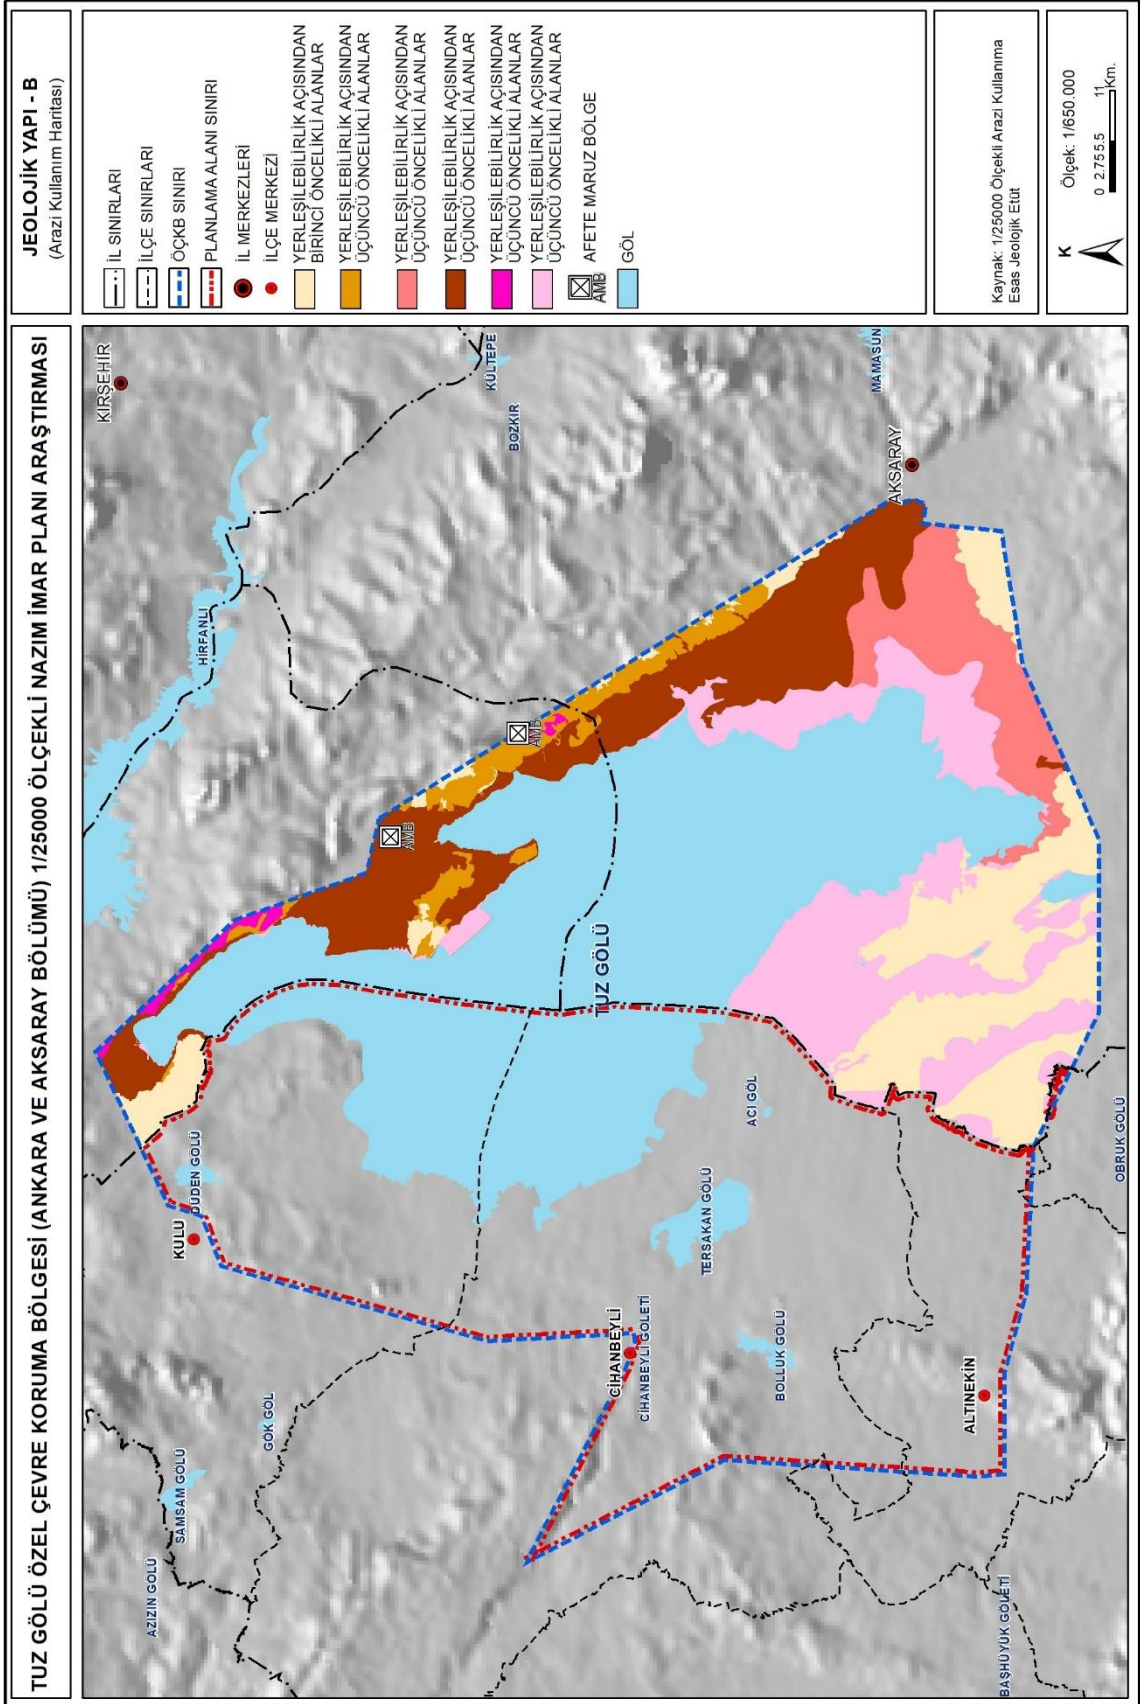 TUZ GÖLÜ ÖZEL ÇEVRE KORUMA BÖLGESİ (ANKARA VE AKSARAY BÖLÜMÜ) 1/25000 ÖLÇEKLİ NAZIM İMAR PLANI ARAŞTIRMASI
JEOLOJİK YAPI - B
(Arazi Kullanım Haritası)
İL SINIRLARI
İLÇE SINIRLARI
ÖÇKB SINIRI
PLANLAMA ALANI SINIRI
İL MERKEZLERİ
İLÇE MERKEZİ
YERLEŞİLEBİLİRLİK AÇISINDAN
BİRİNCİ ÖNCELİKLİ ALANLAR
YERLEŞİLEBİLİRLİK AÇISINDAN
ÜÇÜNCÜ ÖNCELİKLİ ALANLAR
YERLEŞİLEBİLİRLİK AÇISINDAN
ÜÇÜNCÜ ÖNCELİKLİ ALANLAR
YERLEŞİLEBİLİRLİK AÇISINDAN
ÜÇÜNCÜ ÖNCELİKLİ ALANLAR
YERLEŞİLEBİLİRLİK AÇISINDAN
ÜÇÜNCÜ ÖNCELİKLİ ALANLAR
YERLEŞİLEBİLİRLİK AÇISINDAN
ÜÇÜNCÜ ÖNCELİKLİ ALANLAR
AMB
AFETE MARUZ BÖLGE
GÖL
Kaynak: 1/25000 Ölçekli Arazi Kullanıma
Esas Jeolojik Etüt
K
Ölçek: 1/650.000
0 2.75 5.5 11 Km.
KIRŞEHİR
HİRFANLI
KÜLTEPE
BOZKIR
MAMASUN
AKSARAY
AMB
AMB
TUZ GÖLÜ
DÜDEN GÖLÜ
KULU
ACI GÖL
TERSAKAN GÖLÜ
OBRUK GÖLÜ
CİHANBEYLİ
CİHANBEYLİ GÖLETİ
BOLLUK GÖLÜ
ALTINEKİN
GÖK GÖL
SAMSAM GÖLÜ
AZIZIN GÖLÜ
BAŞHÜYÜK GÖLETİ